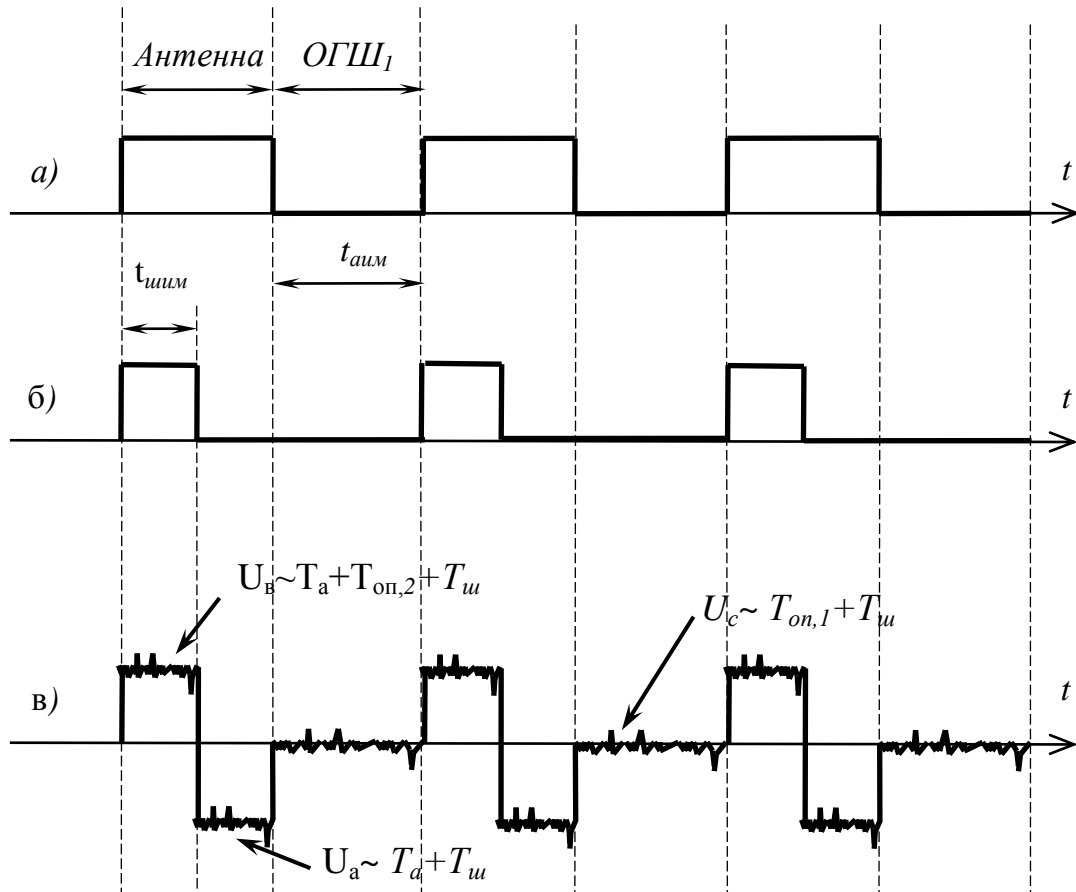 Антенна ОГШ1
а) t
tшим tаим
б) t
Uв~Tа+Tоп,2+Tш
Uс~ Tоп,1+Tш
в) t
Uа~ Tа+Tш